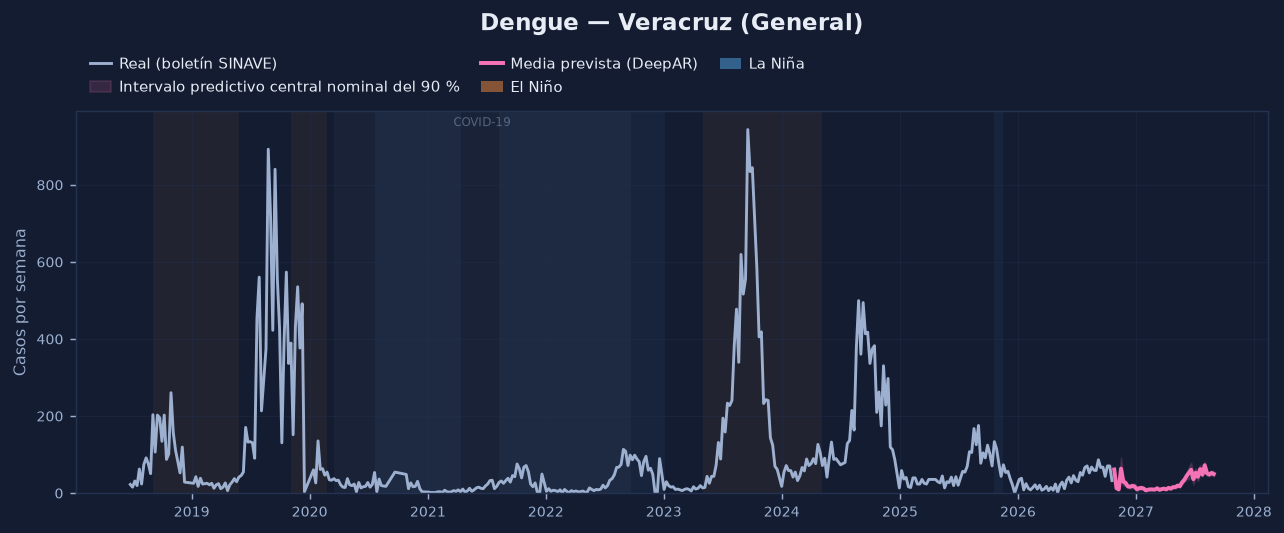 Dengue — Veracruz (General)
Real (boletín SINAVE)
Media prevista (DeepAR)
La Niña
Intervalo predictivo central nominal del 90 %
El Niño
COVID-19
Casos por semana
800
600
400
200
0
2019
2020
2021
2022
2023
2024
2025
2026
2027
2028